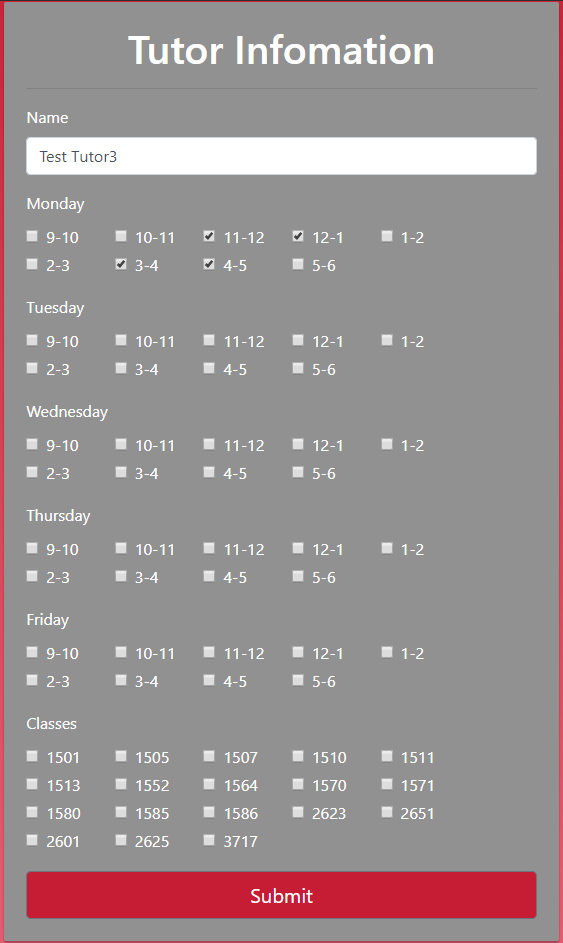 Tutor Infomation
Name
Test Tutor3
Monday
9-10 10-11 11-12 12-1 1-2
2-3 3-4 4-5 5-6
Tuesday
9-10 10-11 11-12 12-1 1-2
2-3 3-4 4-5 5-6
Wednesday
9-10 10-11 11-12 12-1 1-2
2-3 3-4 4-5 5-6
Thursday
9-10 10-11 11-12 12-1 1-2
2-3 3-4 4-5 5-6
Friday
9-10 10-11 11-12 12-1 1-2
2-3 3-4 4-5 5-6
Classes
1501 1505 1507 1510 1511
1513 1552 1564 1570 1571
1580 1585 1586 2623 2651
2601 2625 3717
Submit